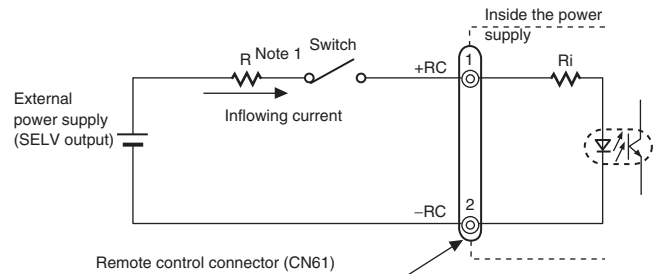 Inside the power
supply
R Note 1 Switch
+RC
1
Ri
External
power supply
(SELV output)
Inflowing current
−RC
2
Remote control connector (CN61)